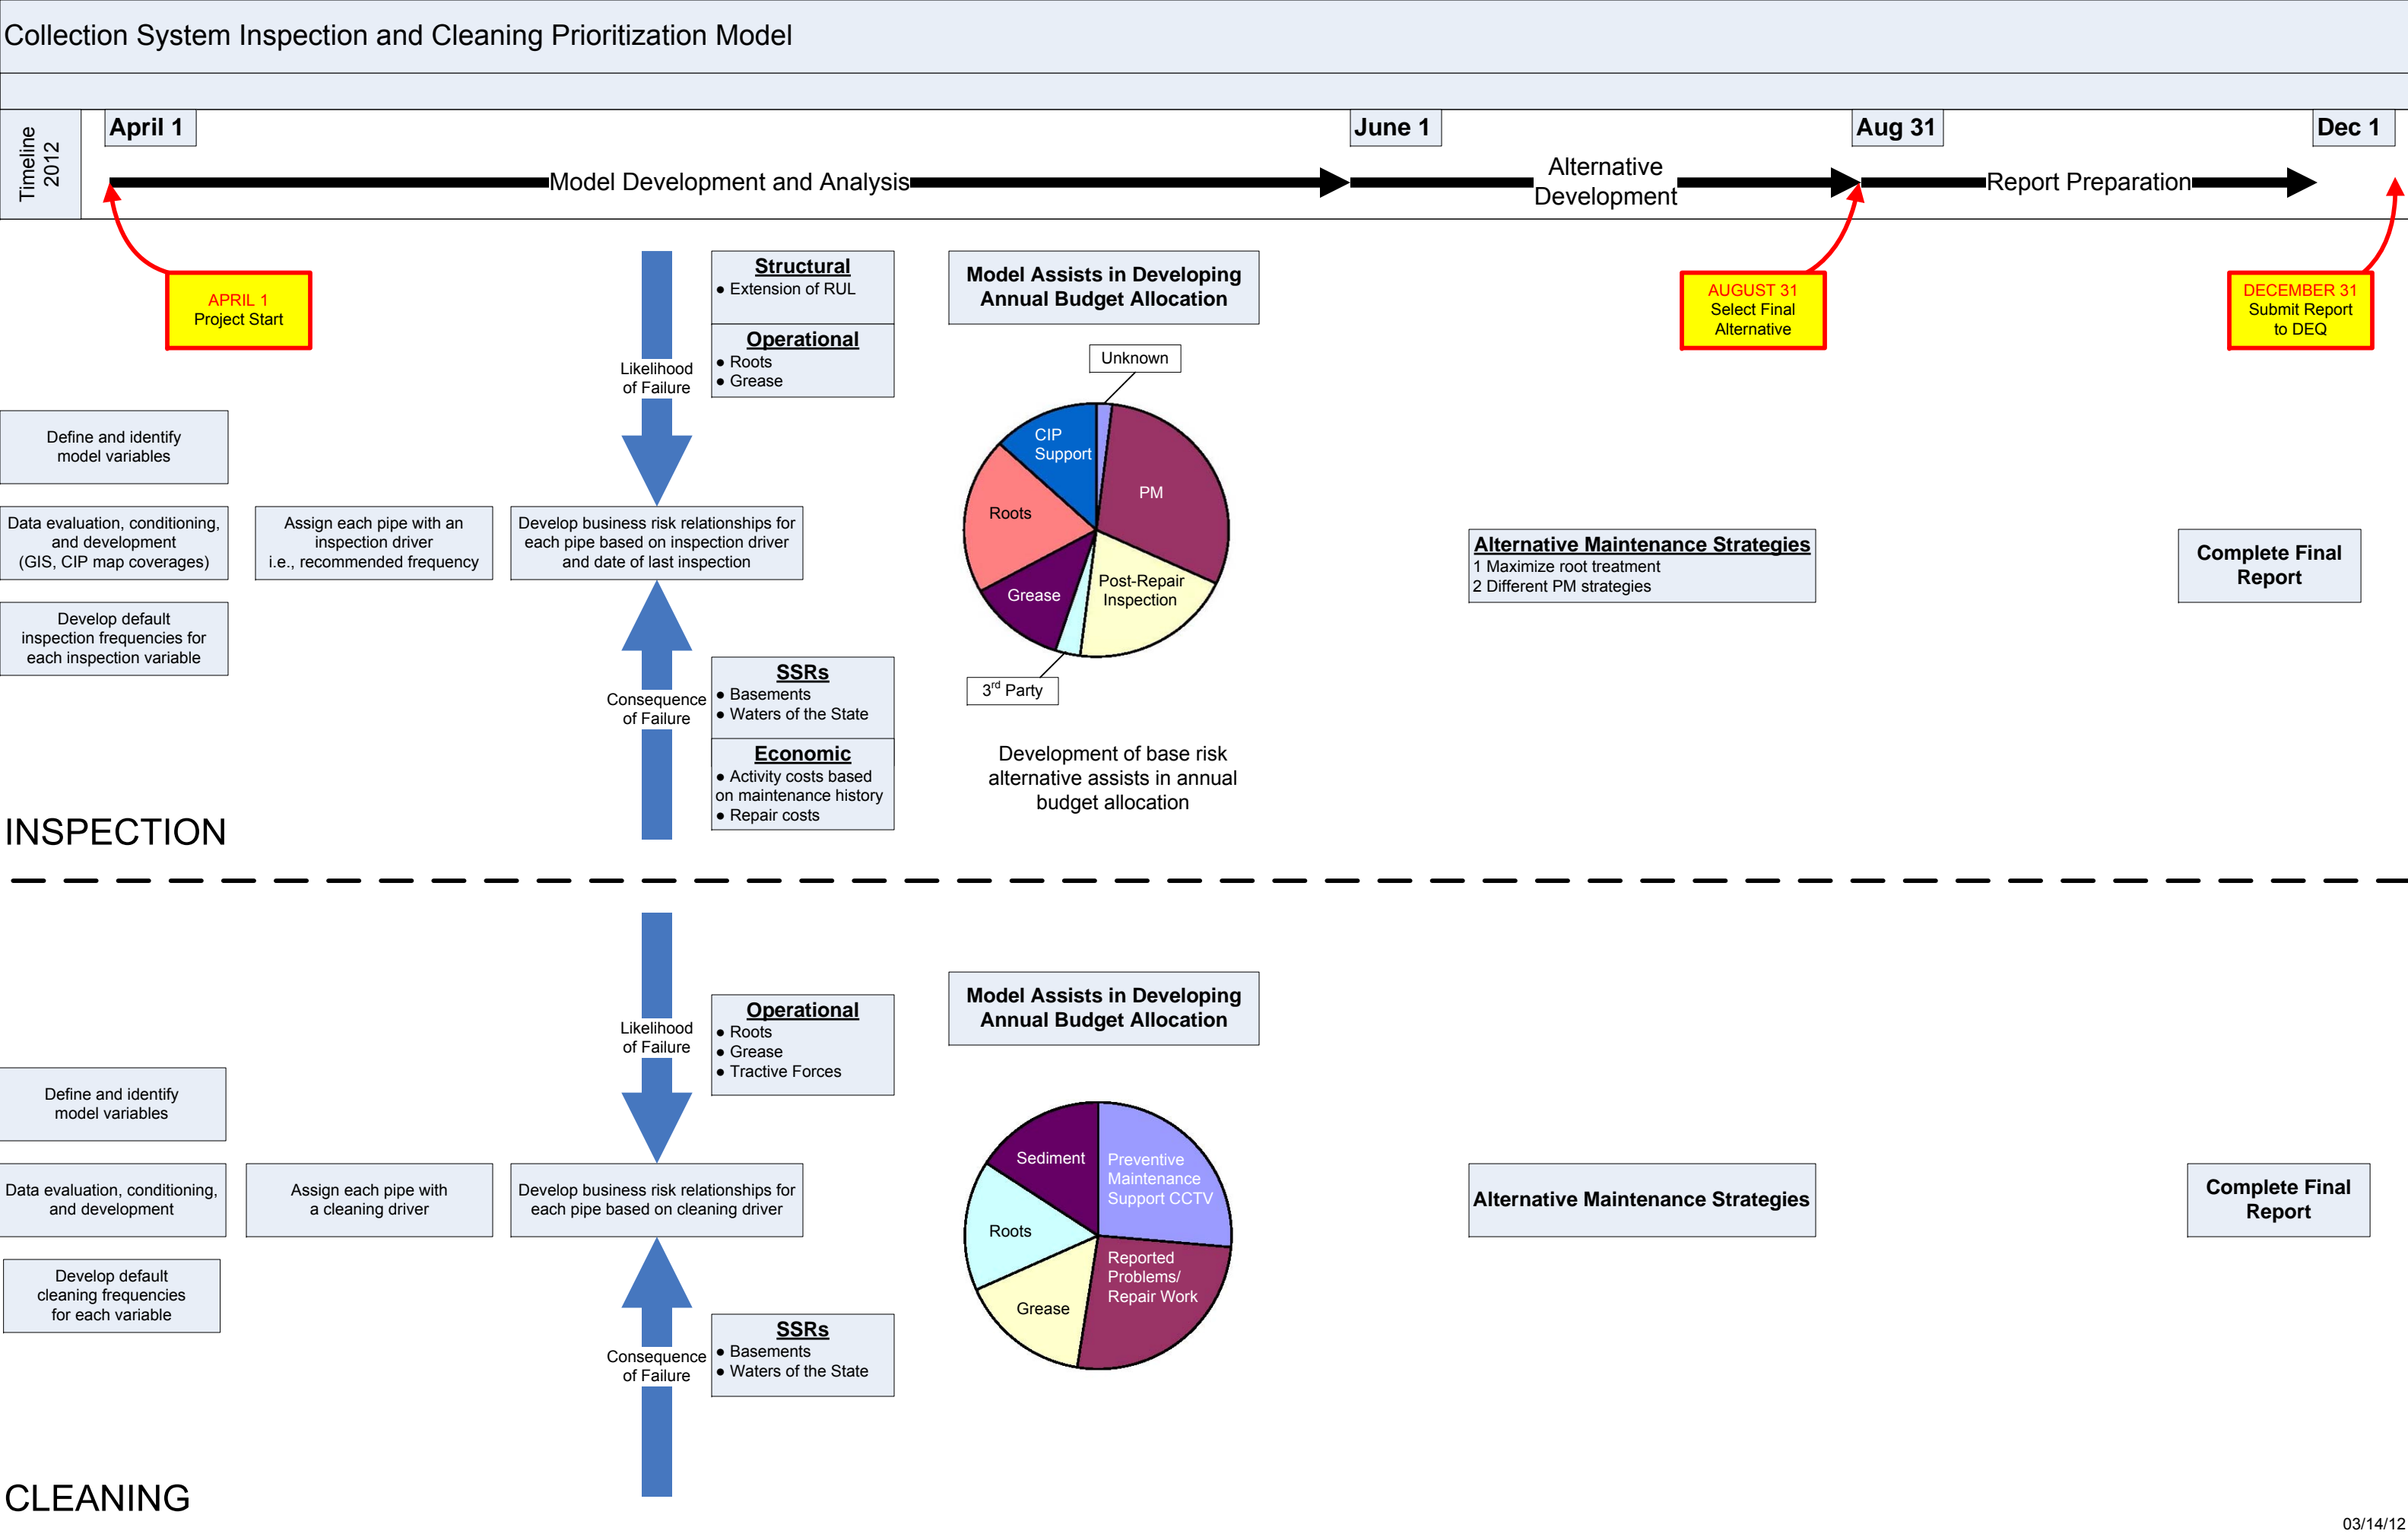 Collection System Inspection and Cleaning Prioritization Model
Timeline
2012
April 1
June 1
Aug 31
Dec 1
Model Development and Analysis
Alternative
Development
Report Preparation
APRIL 1
Project Start
AUGUST 31
Select Final
Alternative
DECEMBER 31
Submit Report
to DEQ
Likelihood
of Failure
Structural
● Extension of RUL
Operational
● Roots
● Grease
Model Assists in Developing
Annual Budget Allocation
Unknown
CIP
Support
PM
Roots
Grease
Post-Repair
Inspection
3rd Party
Define and identify
model variables
Data evaluation, conditioning,
and development
(GIS, CIP map coverages)
Develop default
inspection frequencies for
each inspection variable
Assign each pipe with an
inspection driver
i.e., recommended frequency
Develop business risk relationships for
each pipe based on inspection driver
and date of last inspection
Alternative Maintenance Strategies
1 Maximize root treatment
2 Different PM strategies
Complete Final
Report
Consequence
of Failure
SSRs
● Basements
● Waters of the State
Economic
● Activity costs based
on maintenance history
● Repair costs
Development of base risk
alternative assists in annual
budget allocation
INSPECTION
Likelihood
of Failure
Operational
● Roots
● Grease
● Tractive Forces
Model Assists in Developing
Annual Budget Allocation
Define and identify
model variables
Data evaluation, conditioning,
and development
Develop default
cleaning frequencies
for each variable
Assign each pipe with
a cleaning driver
Develop business risk relationships for
each pipe based on cleaning driver
Sediment
Preventive
Maintenance
Support CCTV
Roots
Reported
Problems/
Repair Work
Grease
Alternative Maintenance Strategies
Complete Final
Report
Consequence
of Failure
SSRs
● Basements
● Waters of the State
CLEANING
03/14/12